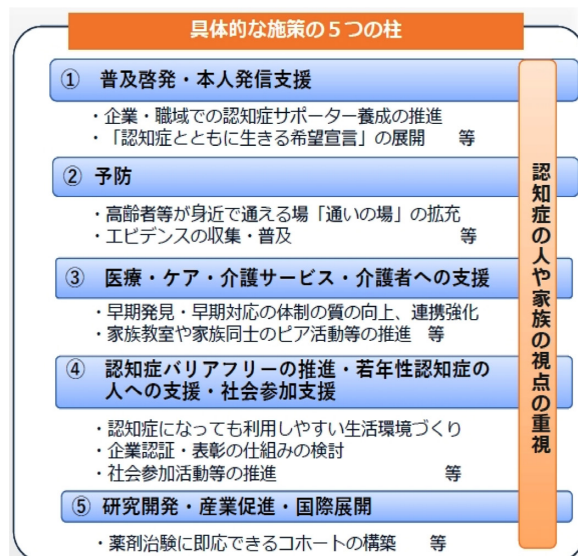 具体的な施策の５つの柱
① 普及啓発・本人発信支援
・企業・職域での認知症サポーター養成の推進
・「認知症とともに生きる希望宣言」の展開 等
② 予防
・高齢者等が身近で通える場「通いの場」の拡充
・エビデンスの収集・普及 等
③ 医療・ケア・介護サービス・介護者への支援
・早期発見・早期対応の体制の質の向上、連携強化
・家族教室や家族同士のピア活動等の推進 等
④ 認知症バリアフリーの推進・若年性認知症の
人への支援・社会参加支援
・認知症になっても利用しやすい生活環境づくり
・企業認証・表彰の仕組みの検討
・社会参加活動等の推進 等
⑤ 研究開発・産業促進・国際展開
・薬剤治験に即応できるコホートの構築 等
認知症の人や家族の視点の重視